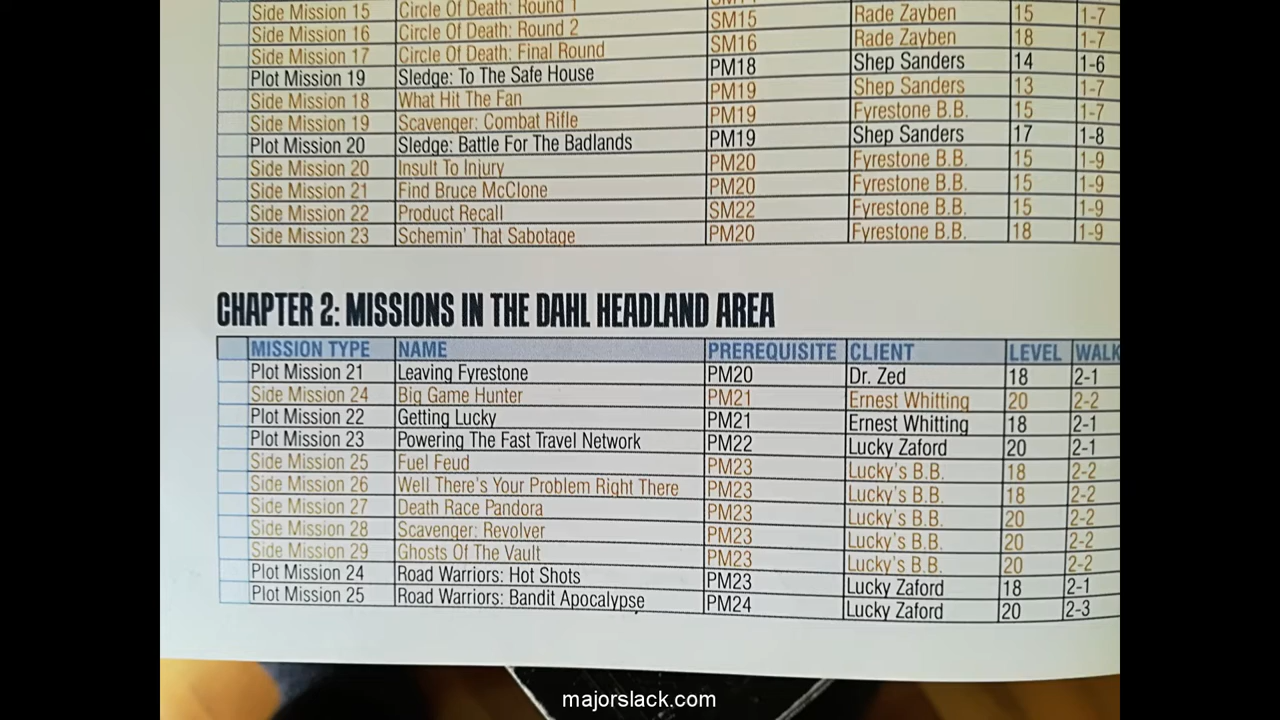 Side Mission 15 Circle Of Death: Round 1 SM14 Rade Zayben 15 1-7
Side Mission 16 Circle Of Death: Round 2 SM15 Rade Zayben 18 1-7
Side Mission 17 Circle Of Death: Final Round SM16 Shep Sanders 14 1-6
Plot Mission 19 Sledge: To The Safe House PM18 Shep Sanders 13 1-7
Side Mission 18 What Hit The Fan PM19 Fyrestone B.B. 15 1-7
Side Mission 19 Scavenger: Combat Rifle PM19 Shep Sanders 17 1-8
Plot Mission 20 Sledge: Battle For The Badlands PM19 Fyrestone B.B. 15 1-9
Side Mission 20 Insult To Injury PM20 Fyrestone B.B. 15 1-9
Side Mission 21 Find Bruce McClone PM20 Fyrestone B.B. 15 1-9
Side Mission 22 Product Recall SM22 Fyrestone B.B. 18 1-9
Side Mission 23 Schemin' That Sabotage PM20
CHAPTER 2: MISSIONS IN THE DAHL HEADLAND AREA
MISSION TYPE NAME PREREQUISITE CLIENT LEVEL WALK
Plot Mission 21 Leaving Fyrestone PM20 Dr. Zed 18 2-1
Side Mission 24 Big Game Hunter PM21 Ernest Whitting 20 2-2
Plot Mission 22 Getting Lucky PM21 Ernest Whitting 18 2-1
Plot Mission 23 Powering The Fast Travel Network PM22 Lucky Zaford 20 2-1
Side Mission 25 Fuel Feud PM23 Lucky's B.B. 18 2-2
Side Mission 26 Well There's Your Problem Right There PM23 Lucky's B.B. 18 2-2
Side Mission 27 Death Race Pandora PM23 Lucky's B.B. 20 2-2
Side Mission 28 Scavenger: Revolver PM23 Lucky's B.B. 20 2-2
Side Mission 29 Ghosts Of The Vault PM23 Lucky's B.B. 20 2-2
Plot Mission 24 Road Warriors: Hot Shots PM23 Lucky Zaford 18 2-1
Plot Mission 25 Road Warriors: Bandit Apocalypse PM24 Lucky Zaford 20 2-3
majorslack.com